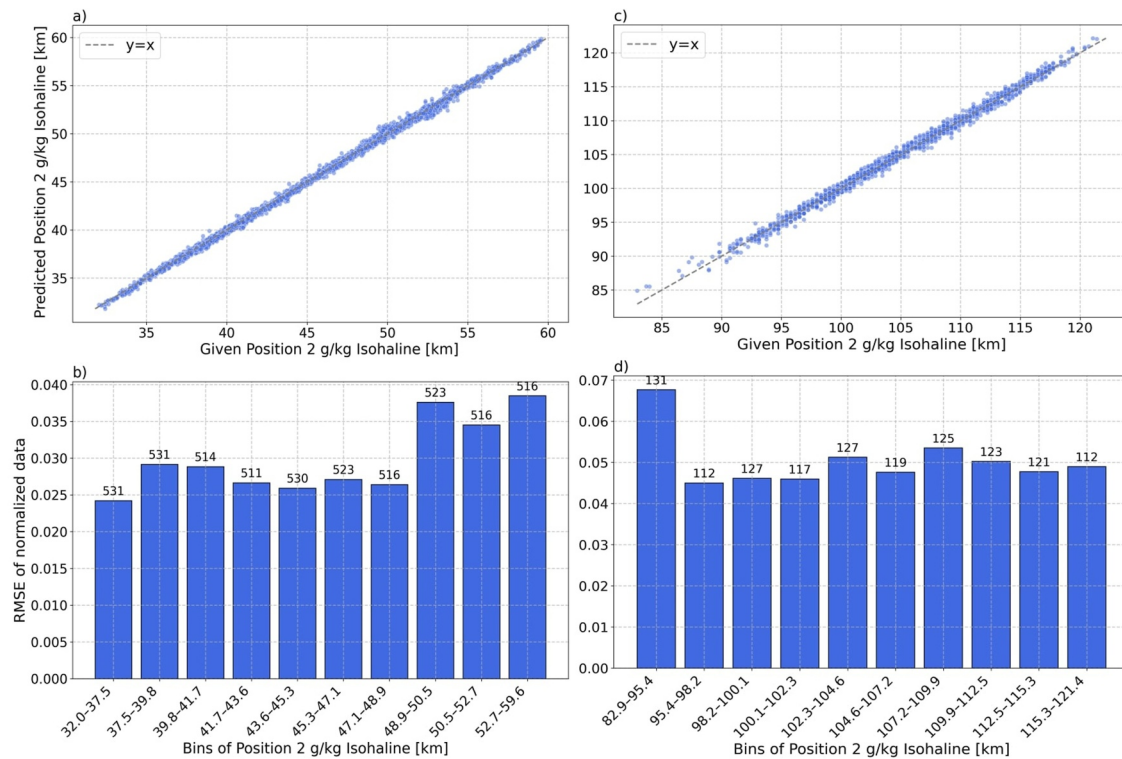 a)
y=x
Predicted Position 2 g/kg Isohaline [km]
60
55
50
45
40
35
35 40 45 50 55 60
Given Position 2 g/kg Isohaline [km]
c)
y=x
120
115
110
105
100
95
90
85
85 90 95 100 105 110 115 120
Given Position 2 g/kg Isohaline [km]
b)
RMSE of normalized data
0.040
0.035
0.030
0.025
0.020
0.015
0.010
0.005
0.000
531 531 514 511 530 523 516 523 516 516
32.0–37.5 37.5–39.8 39.8–41.7 41.7–43.6 43.6–45.3 45.3–47.1 47.1–48.9 48.9–50.5 50.5–52.7 52.7–59.6
Bins of Position 2 g/kg Isohaline [km]
d)
0.07
0.06
0.05
0.04
0.03
0.02
0.01
0.00
131 112 127 117 127 119 125 123 121 112
82.9–95.4 95.4–98.2 98.2–100.1 100.1–102.3 102.3–104.6 104.6–107.2 107.2–109.9 109.9–112.5 112.5–115.3 115.3–121.4
Bins of Position 2 g/kg Isohaline [km]